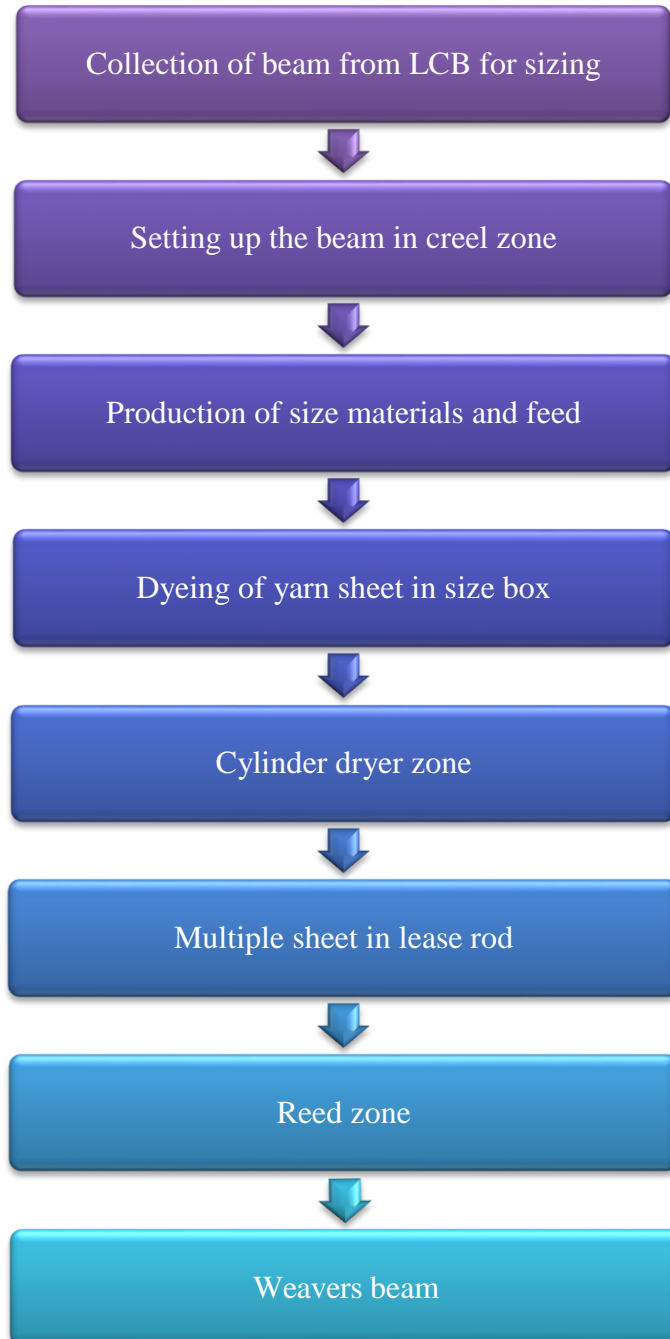 Collection of beam from LCB for sizing
Setting up the beam in creel zone
Production of size materials and feed
Dyeing of yarn sheet in size box
Cylinder dryer zone
Multiple sheet in lease rod
Reed zone
Weavers beam